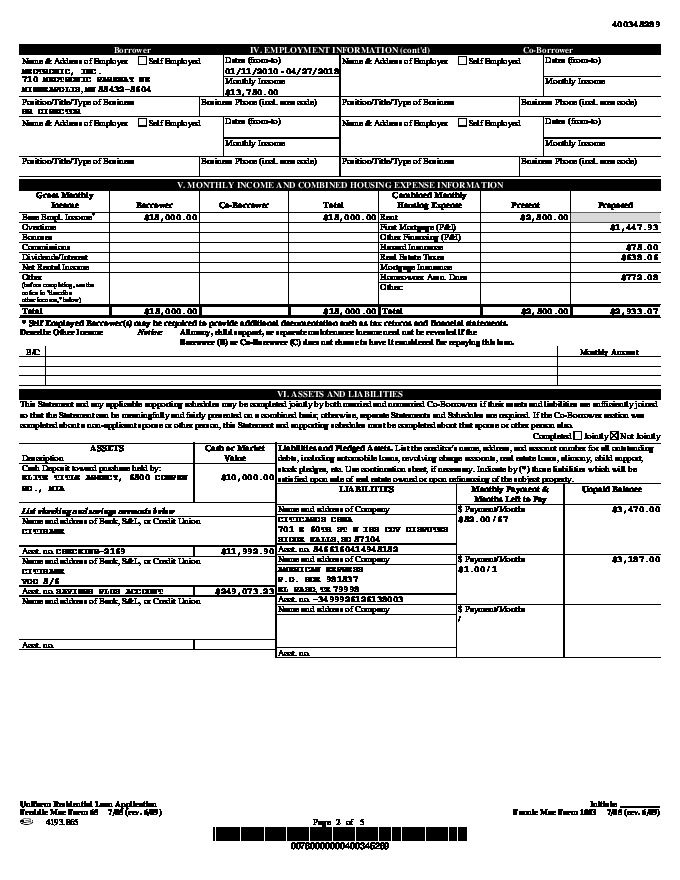 400345289
Borrower IV. EMPLOYMENT INFORMATION (cont'd) Co-Borrower
Name & Address of Employer Self Employed Dates (from-to) Name & Address of Employer Self Employed Dates (from-to)
MEDTRONIC, INC.
710 MEDTRONIC PARKWAY NE 01/11/2010 - 04/27/2018
MINNEAPOLIS, MN 55432-5604 Monthly Income Monthly Income
$13,750.00
Position/Title/Type of Business Business Phone (incl. area code) Position/Title/Type of Business Business Phone (incl. area code)
SR DIRECTOR
Name & Address of Employer Self Employed Dates (from-to) Name & Address of Employer Self Employed Dates (from-to)
Monthly Income Monthly Income
Position/Title/Type of Business Business Phone (incl. area code) Position/Title/Type of Business Business Phone (incl. area code)
V. MONTHLY INCOME AND COMBINED HOUSING EXPENSE INFORMATION
Gross Monthly Income Borrower Co-Borrower Total Combined Monthly Housing Expense Present Proposed
Base Empl. Income* $18,000.00 $18,000.00 Rent $2,800.00
Overtime First Mortgage (P&I) $1,447.93
Bonuses Other Financing (P&I)
Commissions Hazard Insurance $75.00
Dividends/Interest Real Estate Taxes $638.06
Net Rental Income Mortgage Insurance
Other Homeowner Assn. Dues $772.08
(before completing, see the notice in "describe other income," below) Other:
Total $18,000.00 $18,000.00 Total $2,800.00 $2,933.07
* Self Employed Borrower(s) may be required to provide additional documentation such as tax returns and financial statements.
Describe Other Income Notice: Alimony, child support, or separate maintenance income need not be revealed if the
Borrower (B) or Co-Borrower (C) does not choose to have it considered for repaying this loan.
B/C Monthly Amount
VI. ASSETS AND LIABILITIES
This Statement and any applicable supporting schedules may be completed jointly by both married and unmarried Co-Borrowers if their assets and liabilities are sufficiently joined
so that the Statement can be meaningfully and fairly presented on a combined basis; otherwise, separate Statements and Schedules are required. If the Co-Borrower section was
completed about a non-applicant spouse or other person, this Statement and supporting schedules must be completed about that spouse or other person also.
Completed Jointly Not Jointly
ASSETS Cash or Market Value
Description
Cash Deposit toward purchase held by:
ELITE TITLE AGENCY, 6500 COWPEN $10,000.00
RD., MIA
List checking and savings accounts below
Name and address of Bank, S&L, or Credit Union
CITIBANK
Acct. no. CHECKING-2169 $11,992.90
Name and address of Bank, S&L, or Credit Union
CITIBANK
VOD 5/6
Acct. no. SAVINGS PLUS ACCOUNT $249,073.23
Name and address of Bank, S&L, or Credit Union
Acct. no.
Liabilities and Pledged Assets. List the creditor's name, address, and account number for all outstanding
debts, including automobile loans, revolving charge accounts, real estate loans, alimony, child support,
stock pledges, etc. Use continuation sheet, if necessary. Indicate by (*) those liabilities which will be
satisfied upon sale of real estate owned or upon refinancing of the subject property.
LIABILITIES Monthly Payment & Months Left to Pay Unpaid Balance
Name and address of Company $ Payment/Months $3,470.00
CITICARDS CBNA $52.00/67
701 E 60TH ST N IBS CDV DISPUTES
SIOUX FALLS, SD 57104
Acct. no.
Name and address of Company $ Payment/Months $3,187.00
AMERICAN EXPRESS $1.00/1
P.O. BOX 981537
EL PASO, TX 79998
Acct. no. -3499926126138003
Name and address of Company $ Payment/Months
/
Acct. no.
Uniform Residential Loan Application Initials:
Freddie Mac Form 65 7/05 (rev. 6/09) Fannie Mae Form 1003 7/05 (rev. 6/09)
4193.865 Page 2 of 5